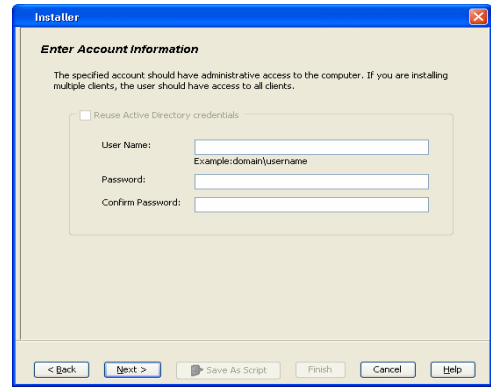 Installer
Enter Account Information
The specified account should have administrative access to the computer. If you are installing
multiple clients, the user should have access to all clients.
Reuse Active Directory credentials
User Name:
Example:domain\username
Password:
Confirm Password:
< Back Next > Save As Script Finish Cancel Help